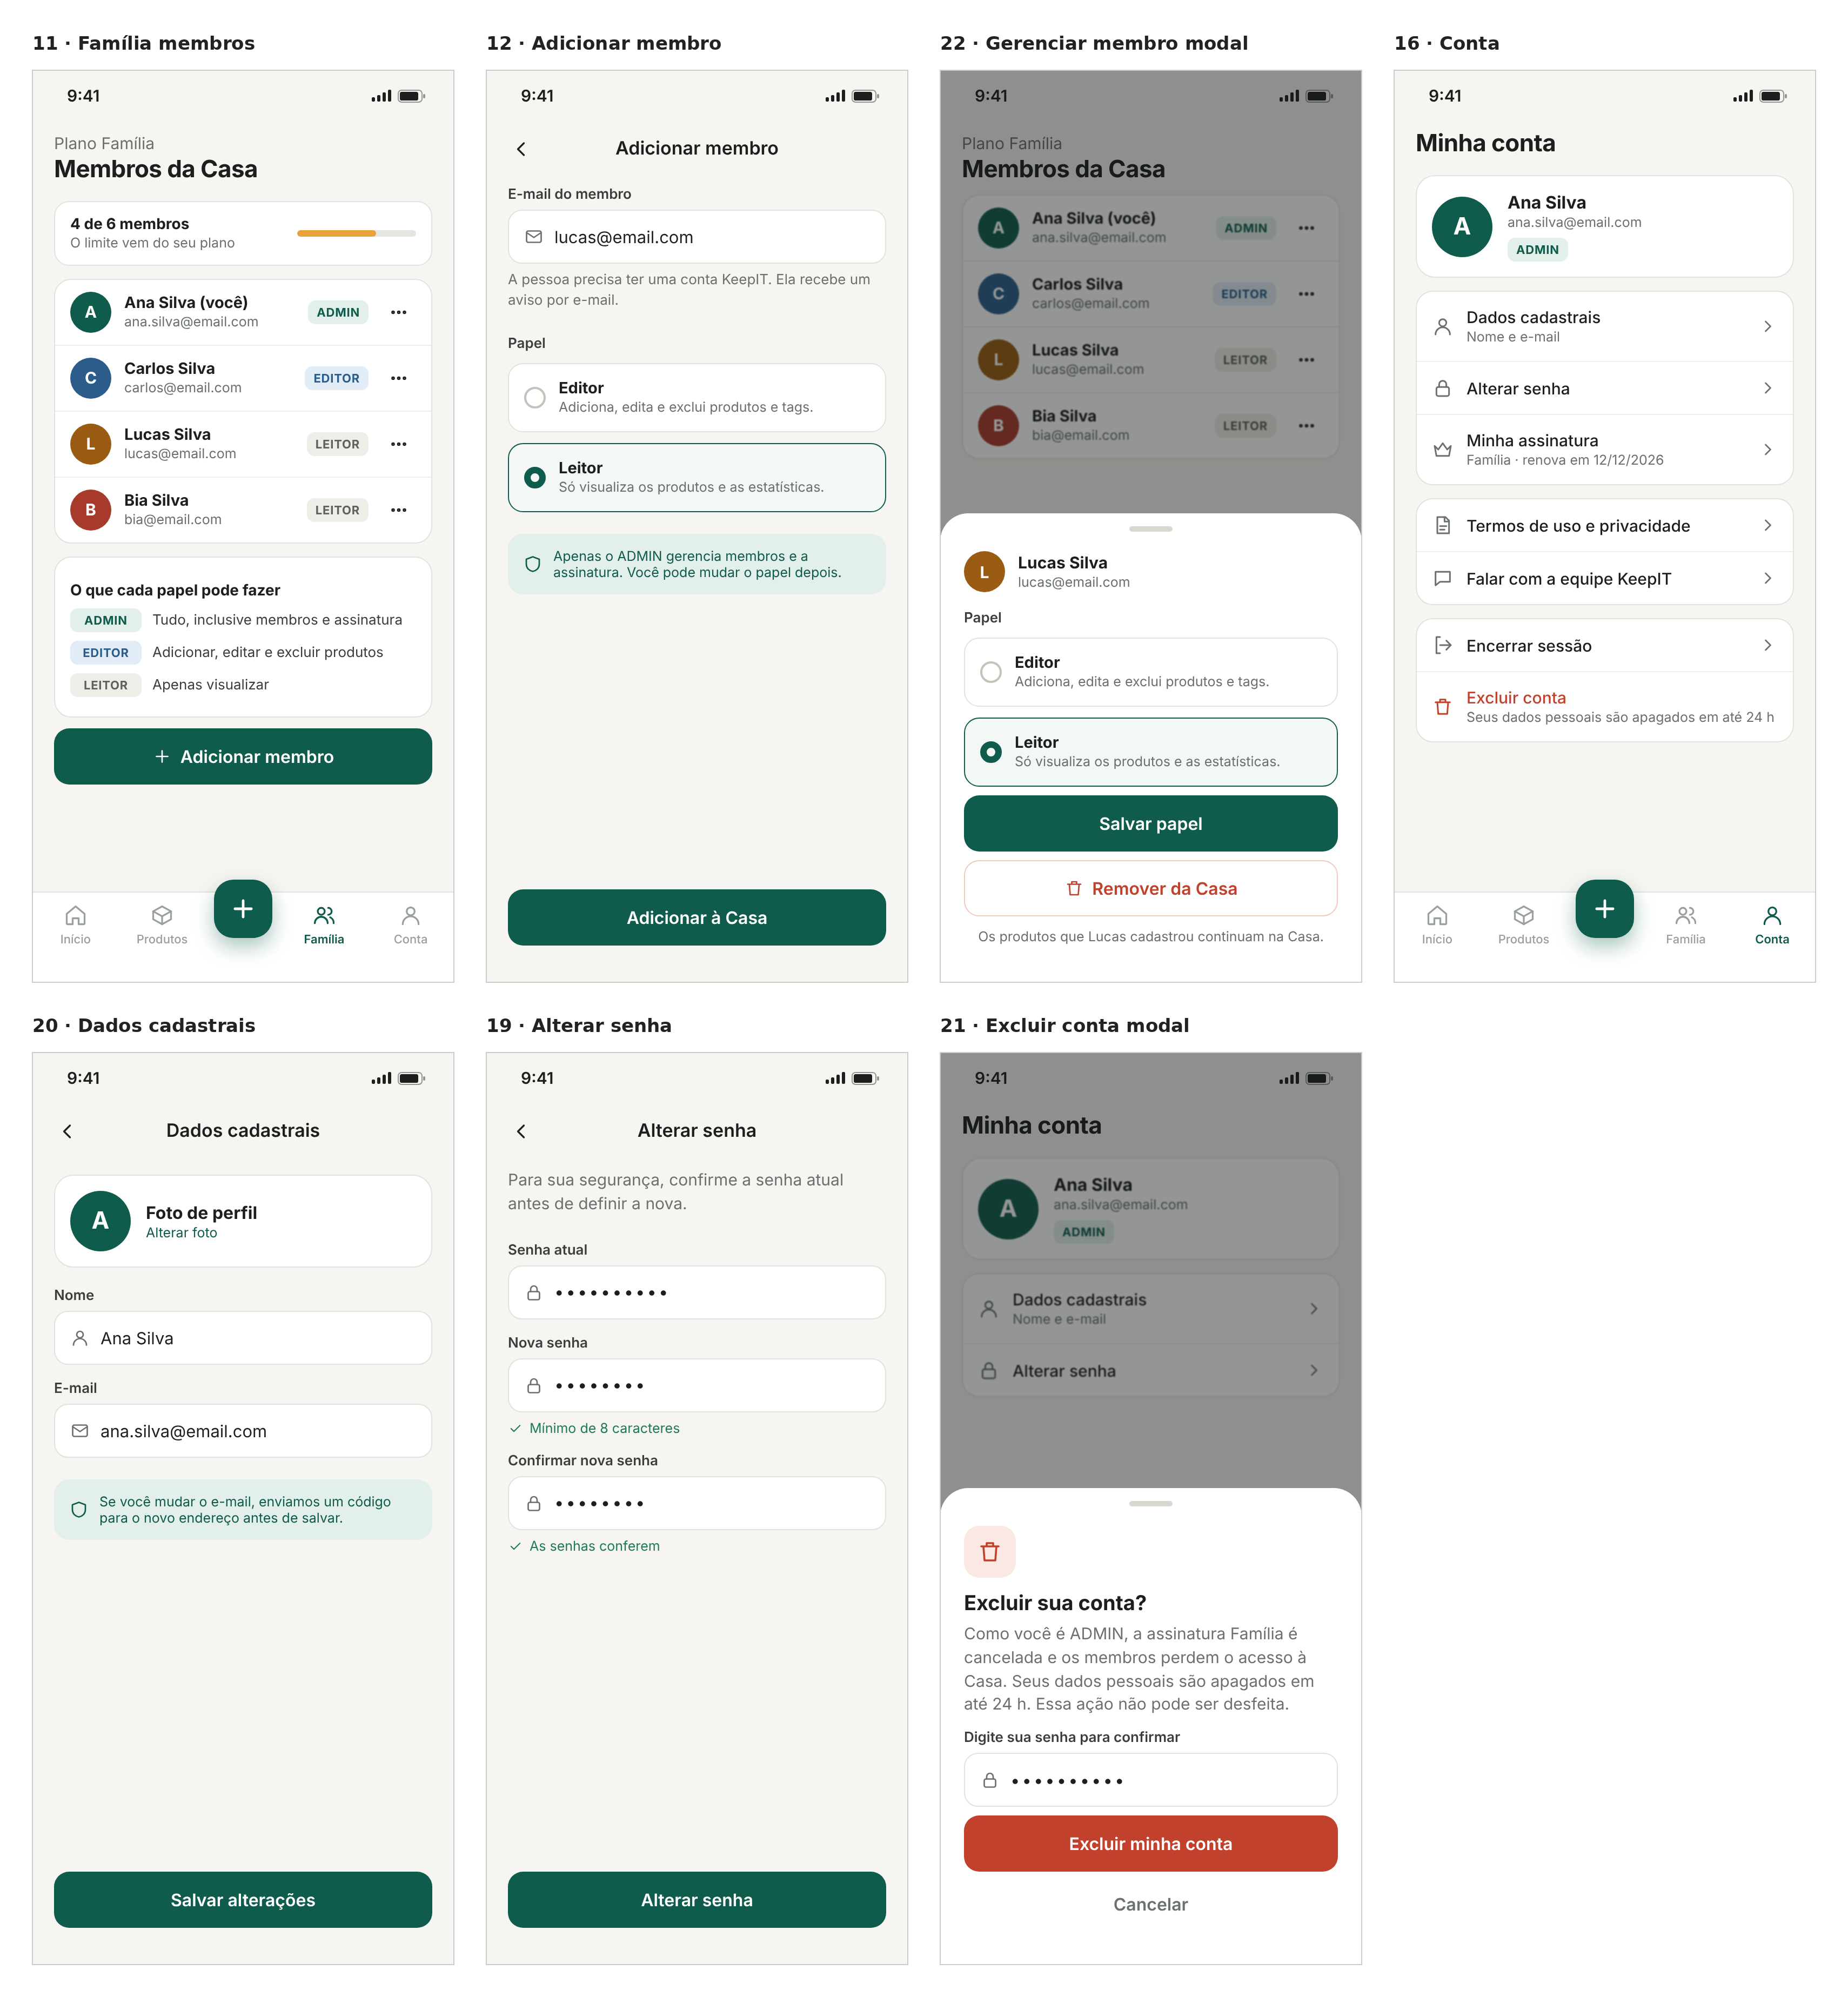 11 · Família membros
9:41
Plano Família
Membros da Casa
4 de 6 membros
O limite vem do seu plano
A
Ana Silva (você)
ana.silva@email.com
ADMIN
C
Carlos Silva
carlos@email.com
EDITOR
L
Lucas Silva
lucas@email.com
LEITOR
B
Bia Silva
bia@email.com
LEITOR
O que cada papel pode fazer
ADMIN Tudo, inclusive membros e assinatura
EDITOR Adicionar, editar e excluir produtos
LEITOR Apenas visualizar
+ Adicionar membro
+
Início
Produtos
Família
Conta
12 · Adicionar membro
9:41
Adicionar membro
E-mail do membro
lucas@email.com
A pessoa precisa ter uma conta KeepIT. Ela recebe um
aviso por e-mail.
Papel
Editor
Adiciona, edita e exclui produtos e tags.
Leitor
Só visualiza os produtos e as estatísticas.
Apenas o ADMIN gerencia membros e a
assinatura. Você pode mudar o papel depois.
Adicionar à Casa
22 · Gerenciar membro modal
9:41
Plano Família
Membros da Casa
A
Ana Silva (você)
ana.silva@email.com
ADMIN
C
Carlos Silva
carlos@email.com
EDITOR
L
Lucas Silva
lucas@email.com
LEITOR
B
Bia Silva
bia@email.com
LEITOR
L
Lucas Silva
lucas@email.com
Papel
Editor
Adiciona, edita e exclui produtos e tags.
Leitor
Só visualiza os produtos e as estatísticas.
Salvar papel
Remover da Casa
Os produtos que Lucas cadastrou continuam na Casa.
16 · Conta
9:41
Minha conta
A
Ana Silva
ana.silva@email.com
ADMIN
Dados cadastrais
Nome e e-mail
Alterar senha
Minha assinatura
Família · renova em 12/12/2026
Termos de uso e privacidade
Falar com a equipe KeepIT
Encerrar sessão
Excluir conta
Seus dados pessoais são apagados em até 24 h
+
Início
Produtos
Família
Conta
20 · Dados cadastrais
9:41
Dados cadastrais
A
Foto de perfil
Alterar foto
Nome
Ana Silva
E-mail
ana.silva@email.com
Se você mudar o e-mail, enviamos um código
para o novo endereço antes de salvar.
Salvar alterações
19 · Alterar senha
9:41
Alterar senha
Para sua segurança, confirme a senha atual
antes de definir a nova.
Senha atual
••••••••••
Nova senha
••••••••
Mínimo de 8 caracteres
Confirmar nova senha
••••••••
As senhas conferem
Alterar senha
21 · Excluir conta modal
9:41
Minha conta
A
Ana Silva
ana.silva@email.com
ADMIN
Dados cadastrais
Nome e e-mail
Alterar senha
Excluir sua conta?
Como você é ADMIN, a assinatura Família é
cancelada e os membros perdem o acesso à
Casa. Seus dados pessoais são apagados em
até 24 h. Essa ação não pode ser desfeita.
Digite sua senha para confirmar
••••••••••
Excluir minha conta
Cancelar